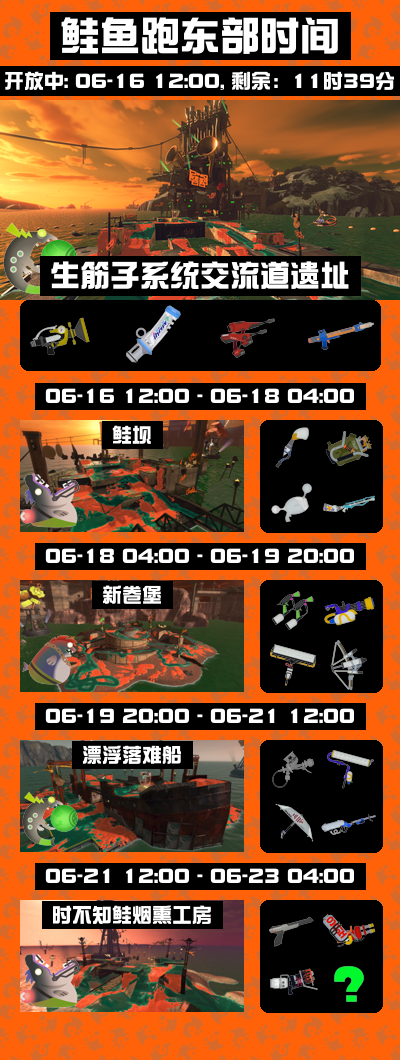 鲑鱼跑东部时间
开放中: 06-16 12:00, 剩余: 11时39分
生筋子系统交流道遗址
06-16 12:00 - 06-18 04:00
鲑坝
06-18 04:00 - 06-19 20:00
新卷堡
06-19 20:00 - 06-21 12:00
漂浮落难船
06-21 12:00 - 06-23 04:00
时不知鲑烟熏工房
?